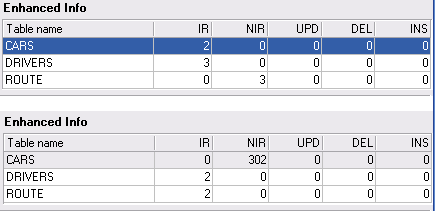 Enhanced Info
Table name IR NIR UPD DEL INS
CARS 2 0 0 0 0
DRIVERS 3 0 0 0 0
ROUTE 0 3 0 0 0
Enhanced Info
Table name IR NIR UPD DEL INS
CARS 0 302 0 0 0
DRIVERS 2 0 0 0 0
ROUTE 2 0 0 0 0